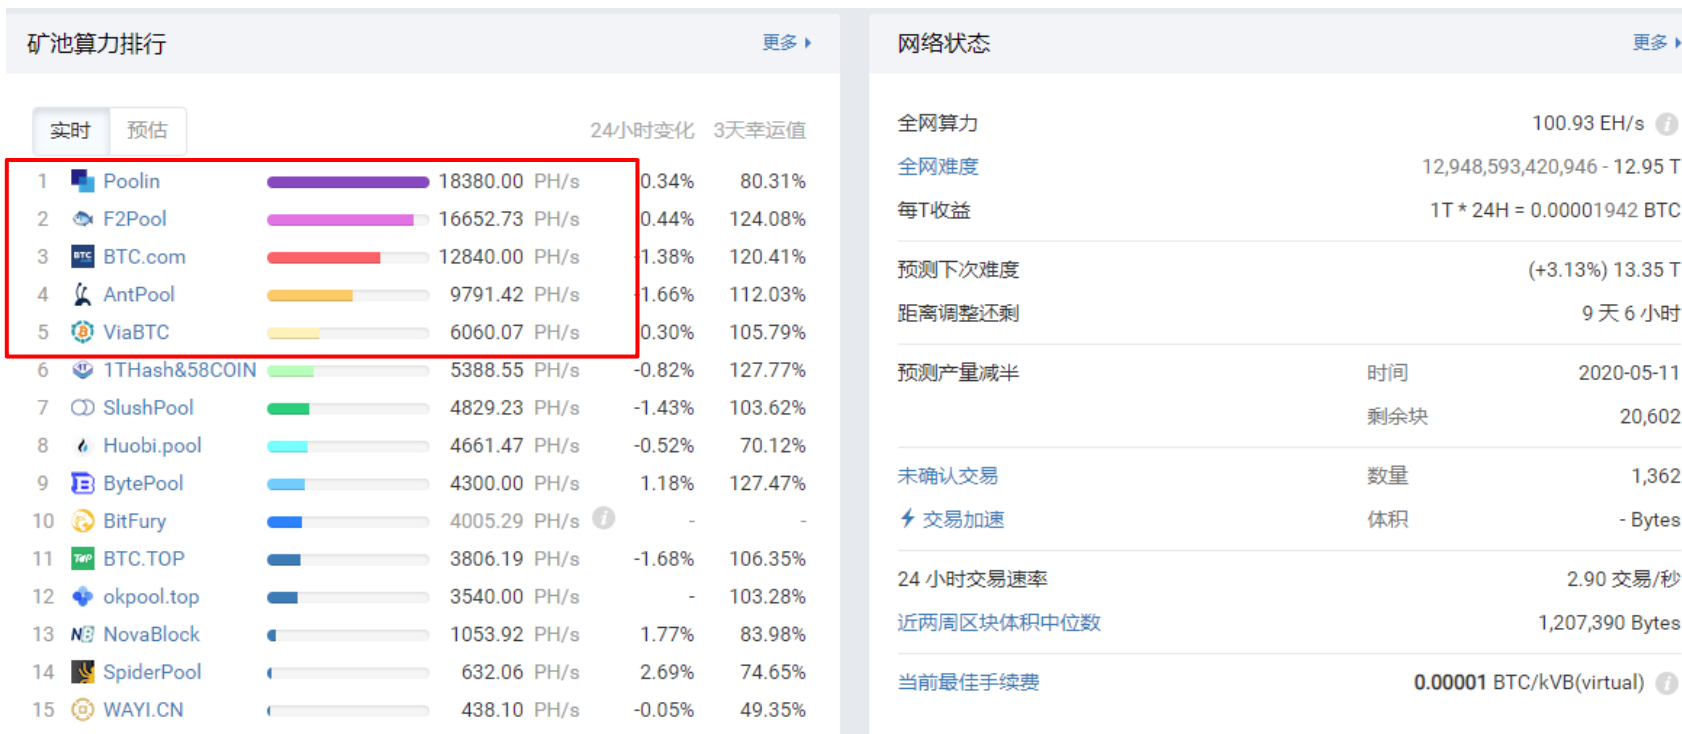 矿池算力排行 更多
实时 预估 24小时变化 3天幸运值
1 Poolin 18380.00 PH/s 0.34% 80.31%
2 F2Pool 16652.73 PH/s 0.44% 124.08%
3 BTC BTC.com 12840.00 PH/s 1.38% 120.41%
4 AntPool 9791.42 PH/s 1.66% 112.03%
5 ViaBTC 6060.07 PH/s 0.30% 105.79%
6 1THash&58COIN 5388.55 PH/s -0.82% 127.77%
7 SlushPool 4829.23 PH/s -1.43% 103.62%
8 Huobi.pool 4661.47 PH/s -0.52% 70.12%
9 BytePool 4300.00 PH/s 1.18% 127.47%
10 BitFury 4005.29 PH/s i - -
11 TOP BTC.TOP 3806.19 PH/s -1.68% 106.35%
12 okpool.top 3540.00 PH/s - 103.28%
13 NB NovaBlock 1053.92 PH/s 1.77% 83.98%
14 SpiderPool 632.06 PH/s 2.69% 74.65%
15 WAYI.CN 438.10 PH/s -0.05% 49.35%
网络状态 更多
全网算力 100.93 EH/s i
全网难度 12,948,593,420,946 - 12.95 T
每T收益 1T * 24H = 0.00001942 BTC
预测下次难度 (+3.13%) 13.35 T
距离调整还剩 9 天 6 小时
预测产量减半 时间 2020-05-11
剩余块 20,602
未确认交易 数量 1,362
交易加速 体积 - Bytes
24 小时交易速率 2.90 交易/秒
近两周区块体积中位数 1,207,390 Bytes
当前最佳手续费 0.00001 BTC/kVB(virtual) i